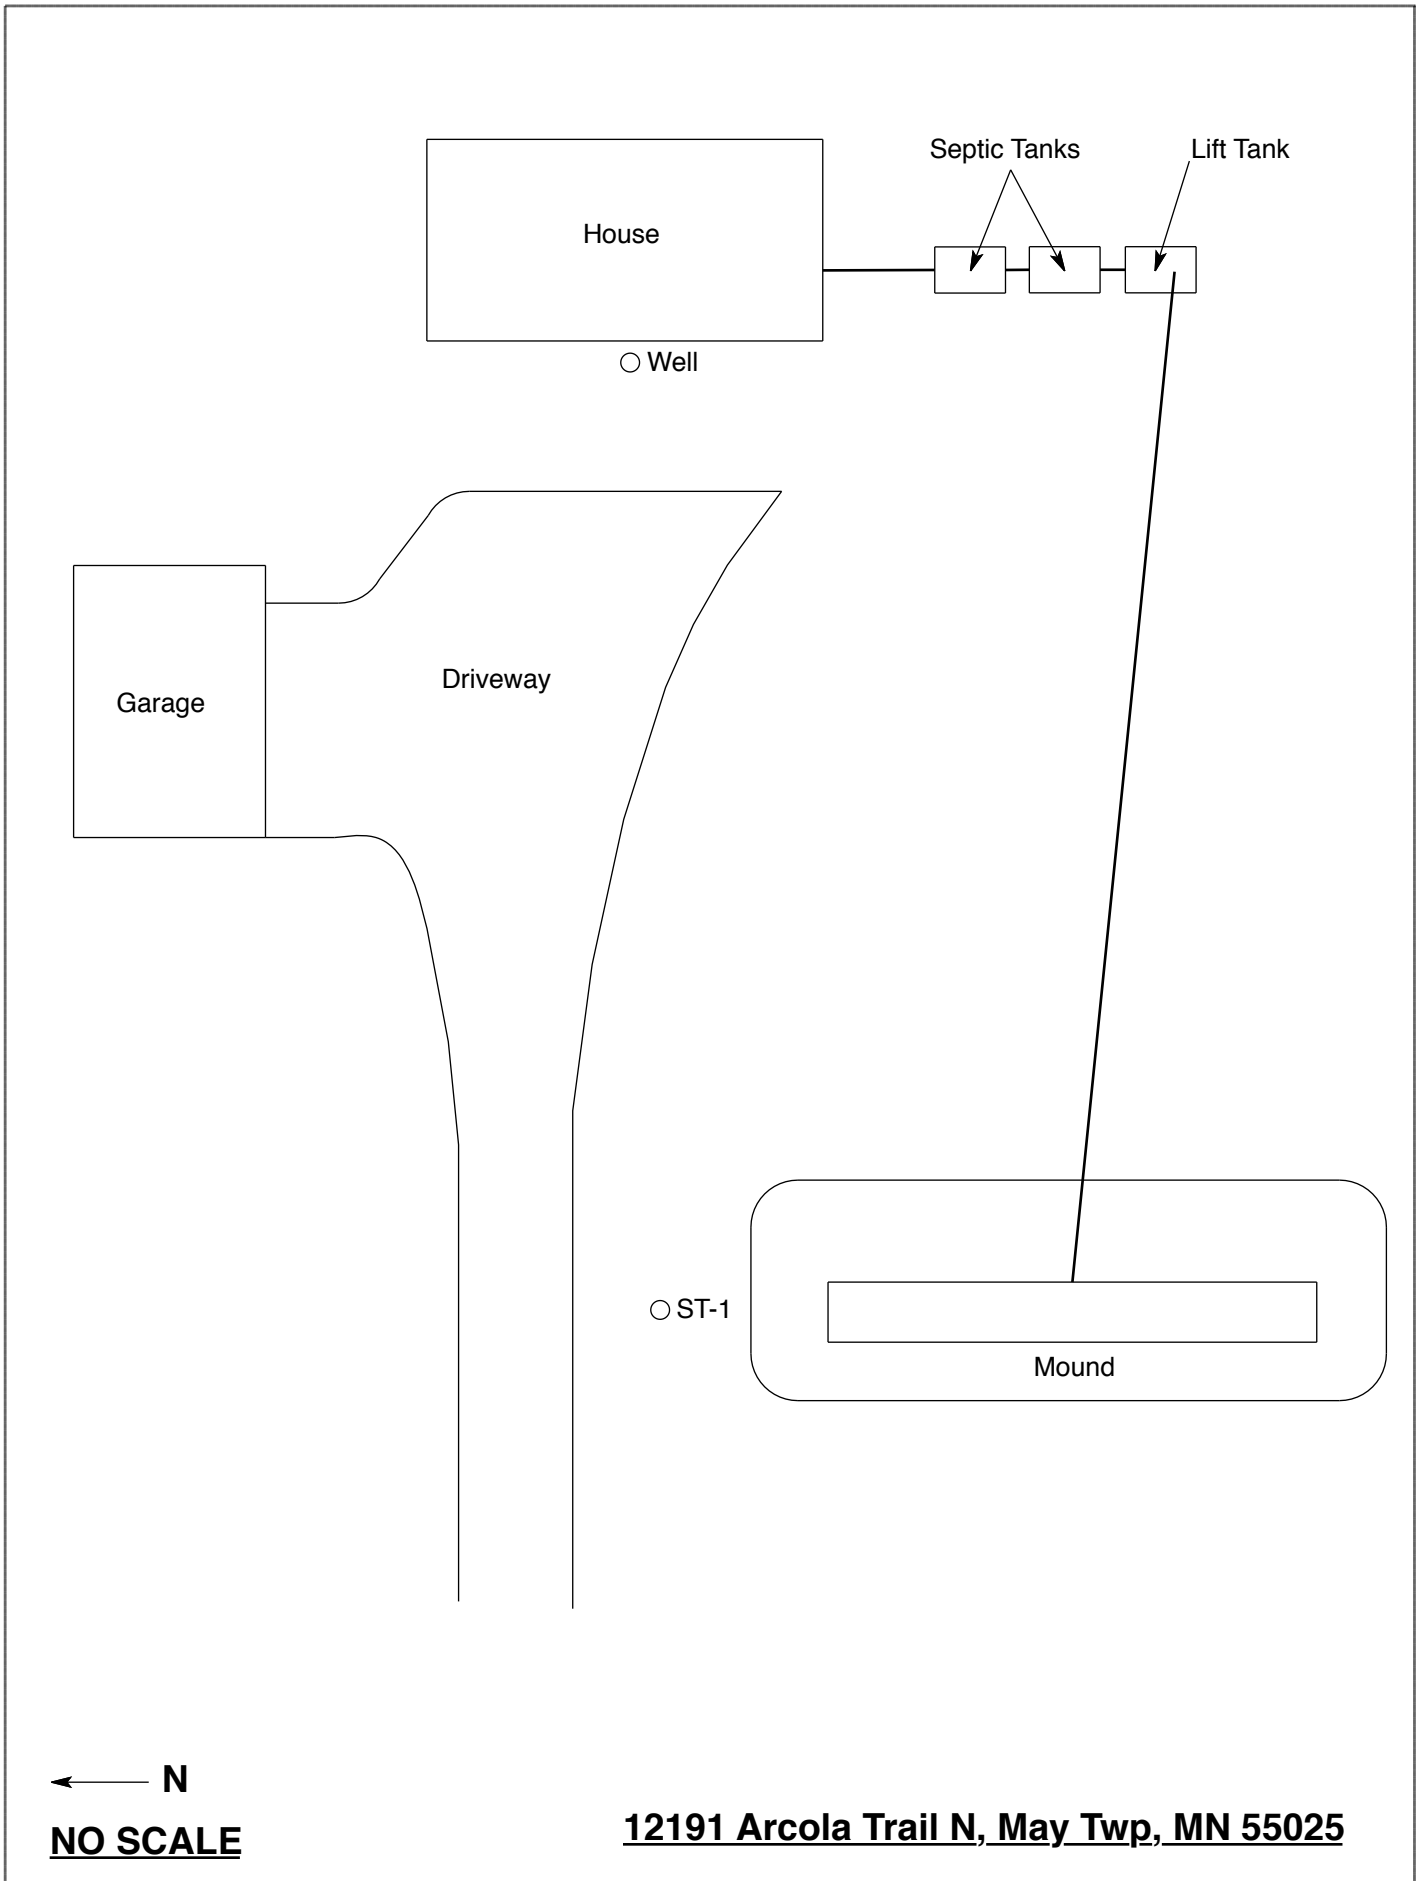 Septic Tanks
Lift Tank
House
Well
Driveway
Garage
ST-1
Mound
N
NO SCALE
12191 Arcola Trail N, May Twp, MN 55025